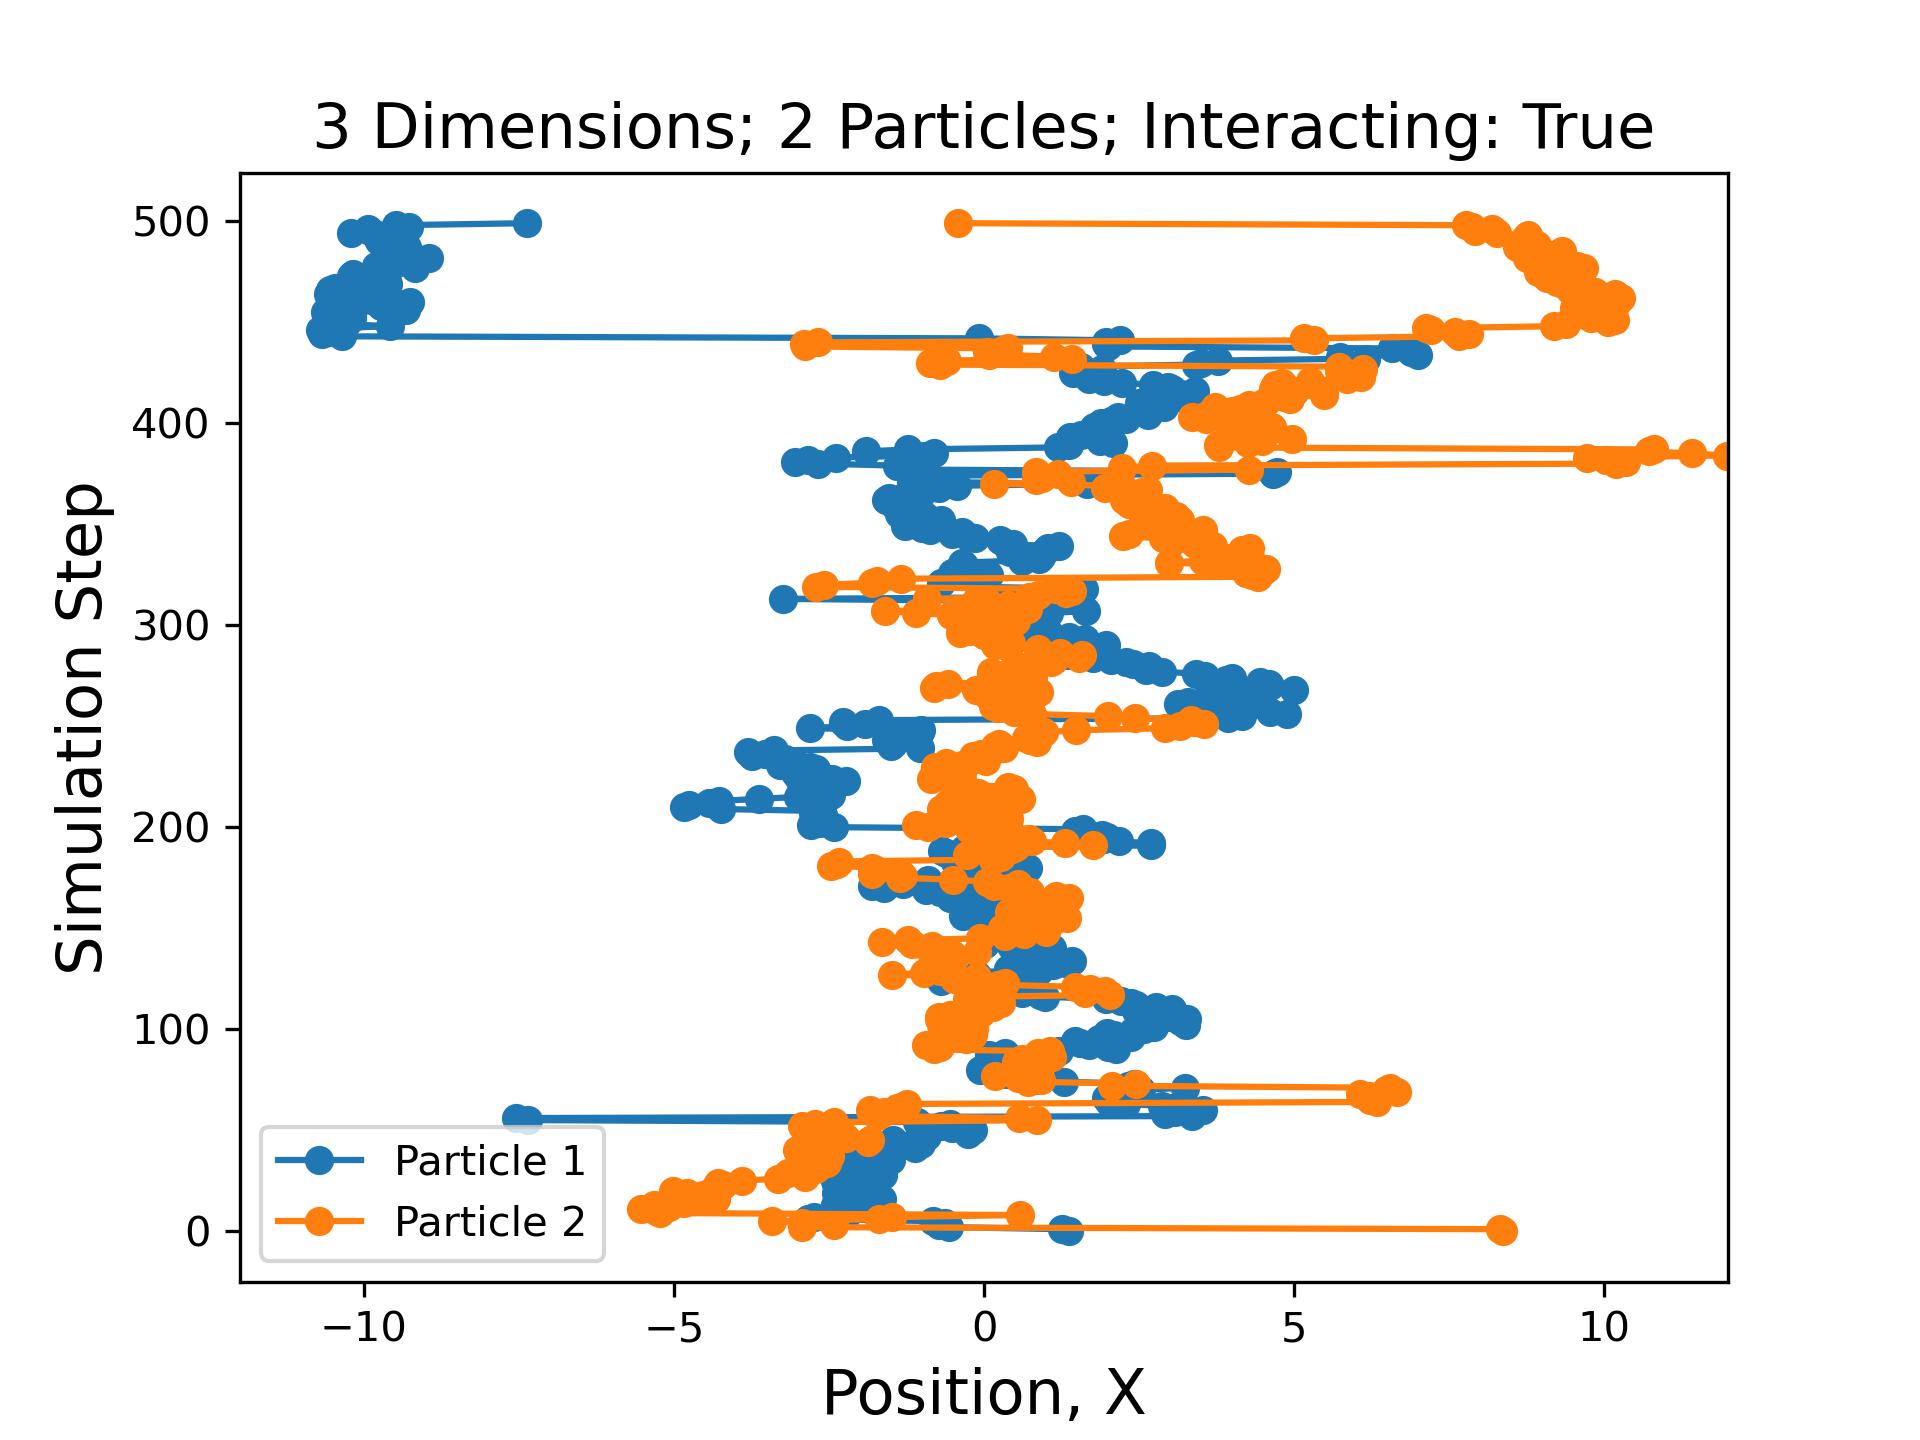 3 Dimensions; 2 Particles; Interacting: True
Simulation Step
500
400
300
200
100
0
Particle 1
Particle 2
−10 −5 0 5 10
Position, X